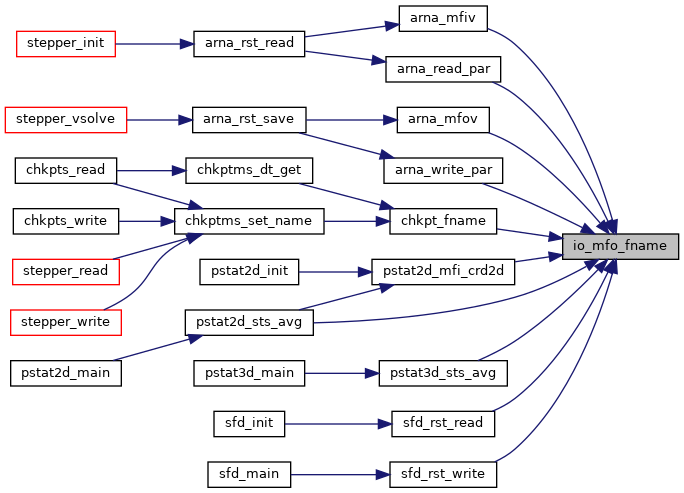 arna_mfiv
stepper_init
arna_rst_read
arna_read_par
stepper_vsolve
arna_rst_save
arna_mfov
chkpts_read
chkptms_dt_get
arna_write_par
chkpts_write
chkptms_set_name
chkpt_fname
io_mfo_fname
stepper_read
pstat2d_init
pstat2d_mfi_crd2d
stepper_write
pstat2d_sts_avg
pstat2d_main
pstat3d_main
pstat3d_sts_avg
sfd_init
sfd_rst_read
sfd_main
sfd_rst_write